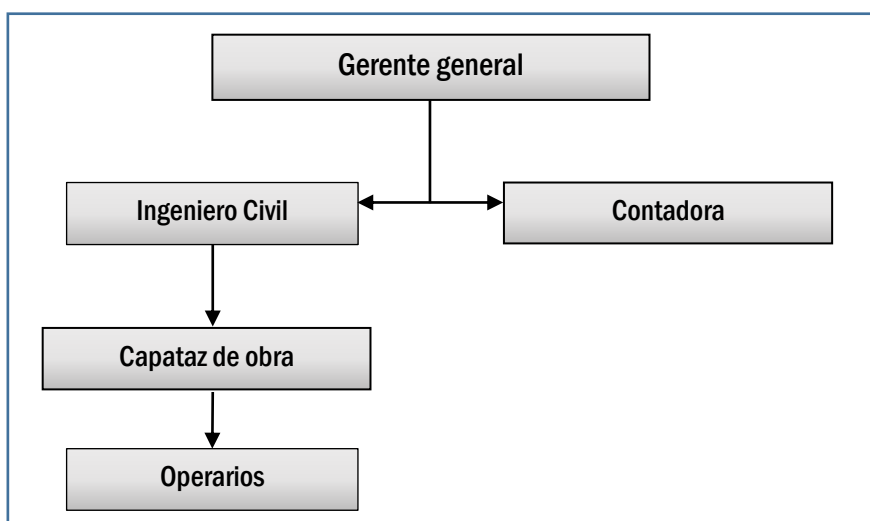 Gerente general
Ingeniero Civil
Contadora
Capataz de obra
Operarios